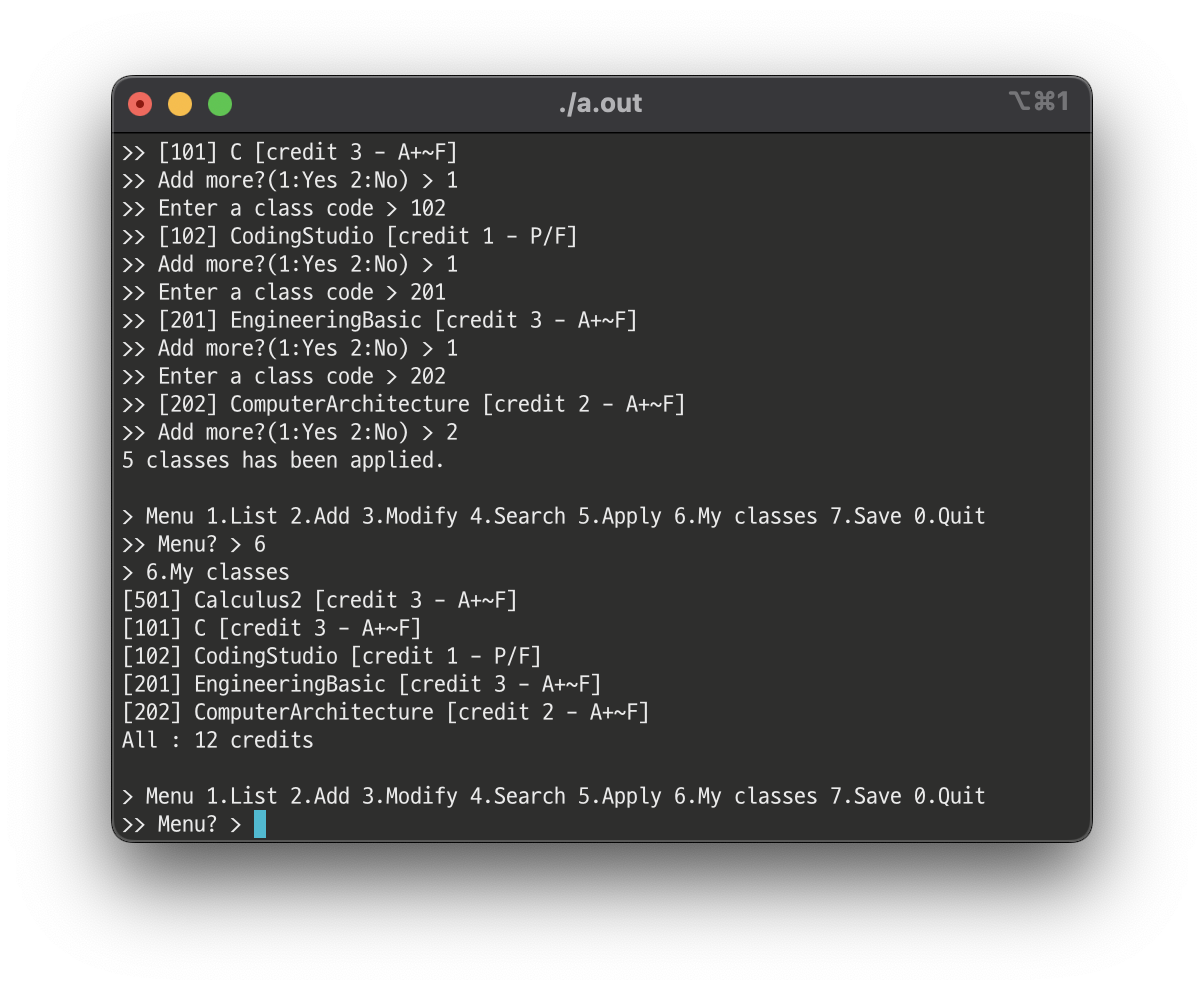 ./a.out
⌥⌘1
>> [101] C [credit 3 - A+~F]
>> Add more?(1:Yes 2:No) > 1
>> Enter a class code > 102
>> [102] CodingStudio [credit 1 - P/F]
>> Add more?(1:Yes 2:No) > 1
>> Enter a class code > 201
>> [201] EngineeringBasic [credit 3 - A+~F]
>> Add more?(1:Yes 2:No) > 1
>> Enter a class code > 202
>> [202] ComputerArchitecture [credit 2 - A+~F]
>> Add more?(1:Yes 2:No) > 2
5 classes has been applied.
> Menu 1.List 2.Add 3.Modify 4.Search 5.Apply 6.My classes 7.Save 0.Quit
>> Menu? > 6
> 6.My classes
[501] Calculus2 [credit 3 - A+~F]
[101] C [credit 3 - A+~F]
[102] CodingStudio [credit 1 - P/F]
[201] EngineeringBasic [credit 3 - A+~F]
[202] ComputerArchitecture [credit 2 - A+~F]
All : 12 credits
> Menu 1.List 2.Add 3.Modify 4.Search 5.Apply 6.My classes 7.Save 0.Quit
>> Menu? >